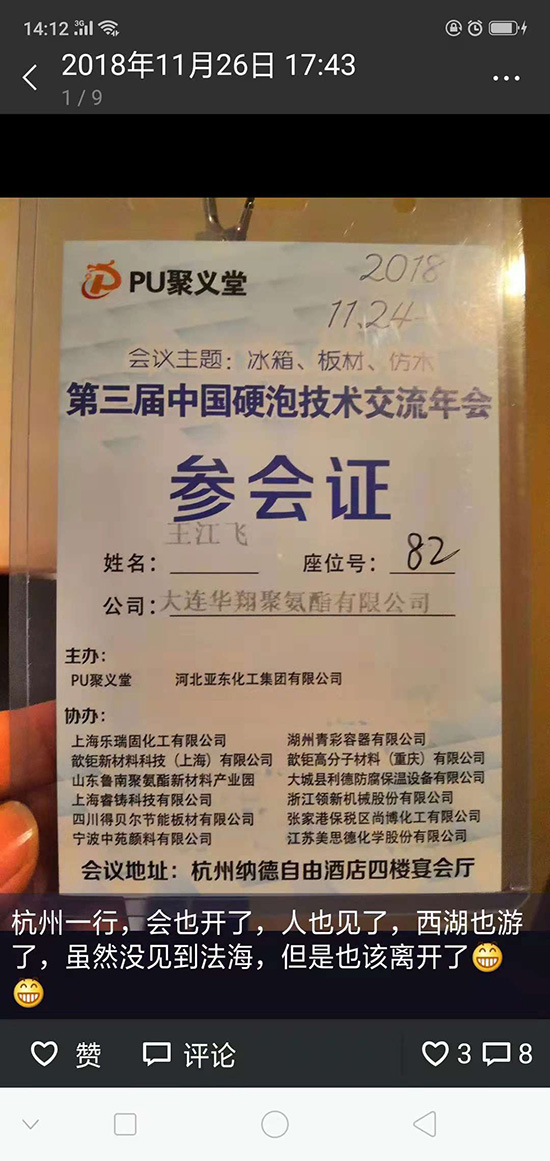 14:12 3G
2018年11月26日 17:43
1 / 9
PU聚义堂
2018
11.24
会议主题：冰箱、板材、仿木
第三届中国硬泡技术交流年会
参会证
姓名：王江飞 座位号：82
公司：大连华翔聚氨酯有限公司
主办：
PU聚义堂 河北亚东化工集团有限公司
协办：
上海乐瑞固化工有限公司 湖州青彩容器有限公司
歆钜新材料科技（上海）有限公司 歆钜高分子材料（重庆）有限公司
山东鲁南聚氨酯新材料产业园 大城县利德防腐保温设备有限公司
上海睿铸科技有限公司 浙江领新机械股份有限公司
四川得贝尔节能板材有限公司 张家港保税区尚博化工有限公司
宁波中苑颜料有限公司 江苏美思德化学股份有限公司
会议地址：杭州纳德自由酒店四楼宴会厅
杭州一行，会也开了，人也见了，西湖也游
了，虽然没见到法海，但是也该离开了😁
😁
赞 评论 3 8